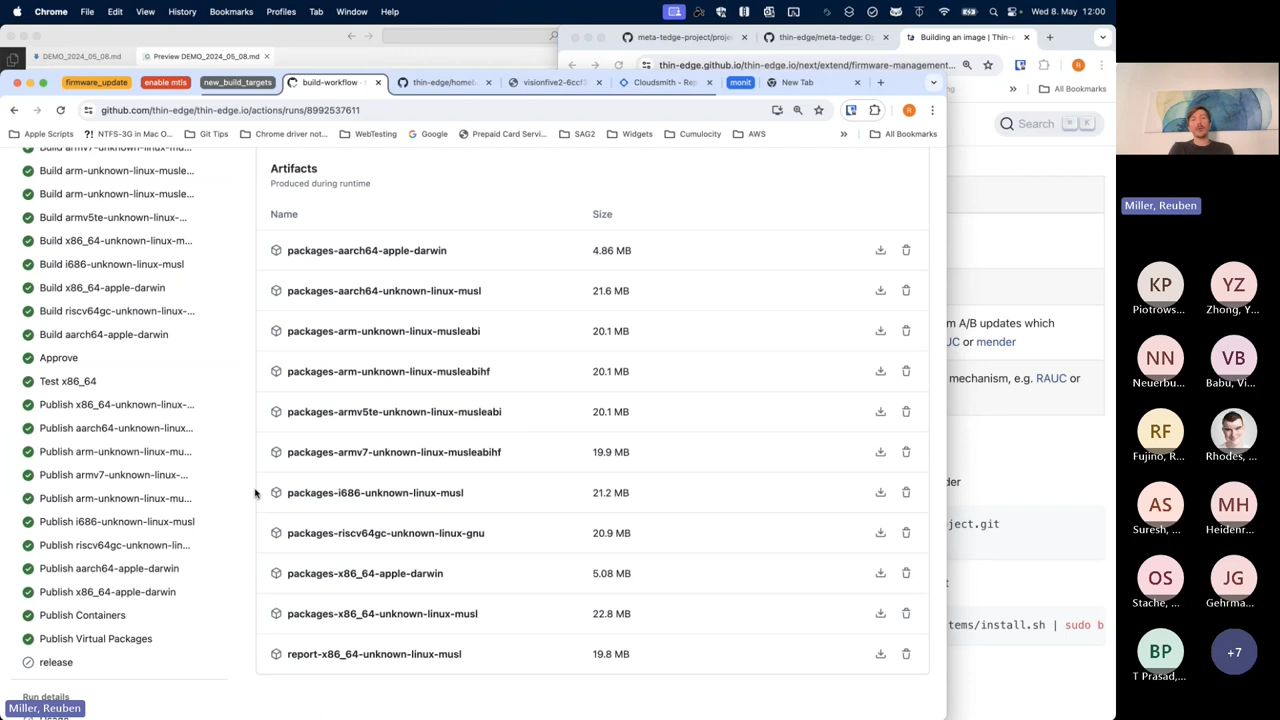 Chrome File Edit View History Bookmarks Profiles Tab Window Help Wed 8. May 12:00
DEMO_2024_05_08.md Preview DEMO_2024_05_08.md
meta-tedge-project/proje thin-edge/meta-tedge: O Building an image | Thin-e
thin-edge.github.io/next/extend/firmware-management...
firmware_update enable mtls new_build_targets build-workflow · thin-edge/home visionfive2-6ccf Cloudsmith - Re monit New Tab
All Bookmarks
github.com/thin-edge/thin-edge.io/actions/runs/8992537611
Apple Scripts NTFS-3G in Mac O... Git Tips Chrome driver not... WebTesting Google Prepaid Card Servi... SAG2 Widgets Cumulocity AWS All Bookmarks
Search ⌘ K
Build armv7-unknown-linux-musle...
Build arm-unknown-linux-musle...
Build arm-unknown-linux-musle...
Build armv5te-unknown-linux-...
Build x86_64-unknown-linux-m...
Build i686-unknown-linux-musl
Build x86_64-apple-darwin
Build riscv64gc-unknown-linux-...
Build aarch64-apple-darwin
Approve
Test x86_64
Publish x86_64-unknown-linux-...
Publish aarch64-unknown-linux...
Publish arm-unknown-linux-mu...
Publish armv7-unknown-linux-...
Publish arm-unknown-linux-mu...
Publish i686-unknown-linux-musl
Publish riscv64gc-unknown-lin...
Publish aarch64-apple-darwin
Publish x86_64-apple-darwin
Publish Containers
Publish Virtual Packages
release
Run details
Usage
Artifacts
Produced during runtime
Name Size
packages-aarch64-apple-darwin 4.86 MB
packages-aarch64-unknown-linux-musl 21.6 MB
packages-arm-unknown-linux-musleabi 20.1 MB
packages-arm-unknown-linux-musleabihf 20.1 MB
packages-armv5te-unknown-linux-musleabi 20.1 MB
packages-armv7-unknown-linux-musleabihf 19.9 MB
packages-i686-unknown-linux-musl 21.2 MB
packages-riscv64gc-unknown-linux-gnu 20.9 MB
packages-x86_64-apple-darwin 5.08 MB
packages-x86_64-unknown-linux-musl 22.8 MB
report-x86_64-unknown-linux-musl 19.8 MB
m A/B updates which
UC or mender
mechanism, e.g. RAUC or
der
oject.git
t
tems/install.sh | sudo b
Miller, Reuben
Miller, Reuben
KP YZ
Piotrows... Zhong, Y...
NN VB
Neuerbu... Babu, Vi...
RF
Fujino, R... Rhodes, ...
AS MH
Suresh, ... Heidenr...
OS JG
Stache, ... Gehrma...
BP +7
T Prasad,...